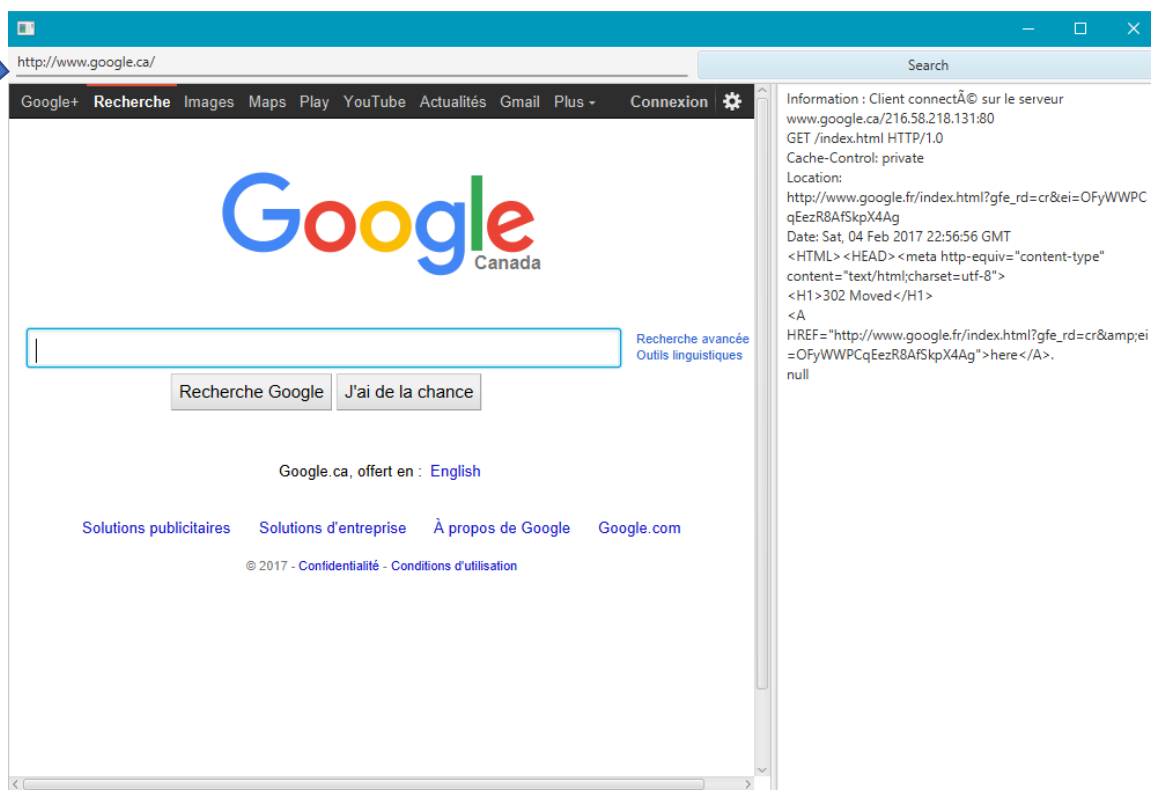 http://www.google.ca/
Search
Google+ Recherche Images Maps Play YouTube Actualités Gmail Plus Connexion
Google
Canada
Recherche avancée
Outils linguistiques
Recherche Google J'ai de la chance
Google.ca, offert en : English
Solutions publicitaires Solutions d'entreprise À propos de Google Google.com
© 2017 - Confidentialité - Conditions d'utilisation
Information : Client connectÃ© sur le serveur
www.google.ca/216.58.218.131:80
GET /index.html HTTP/1.0
Cache-Control: private
Location:
http://www.google.fr/index.html?gfe_rd=cr&ei=OFyWWPC
qEezR8AfSkpX4Ag
Date: Sat, 04 Feb 2017 22:56:56 GMT
<HTML><HEAD><meta http-equiv="content-type"
content="text/html;charset=utf-8">
<H1>302 Moved</H1>
<A
HREF="http://www.google.fr/index.html?gfe_rd=cr&amp;ei
=OFyWWPCqEezR8AfSkpX4Ag">here</A>.
null